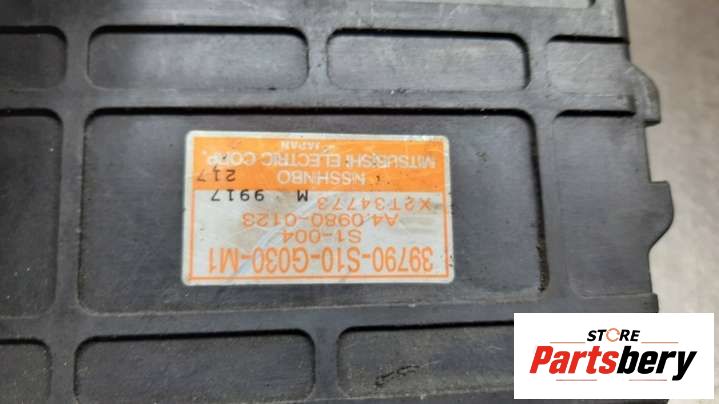 39790-S10-G030-M1
S1-004
A4.0980-0123
X2T34773
M 9917
NISSHINBO 217
MITSUBISHI ELECTRIC CORP.
JAPAN
STORE
Partsbery